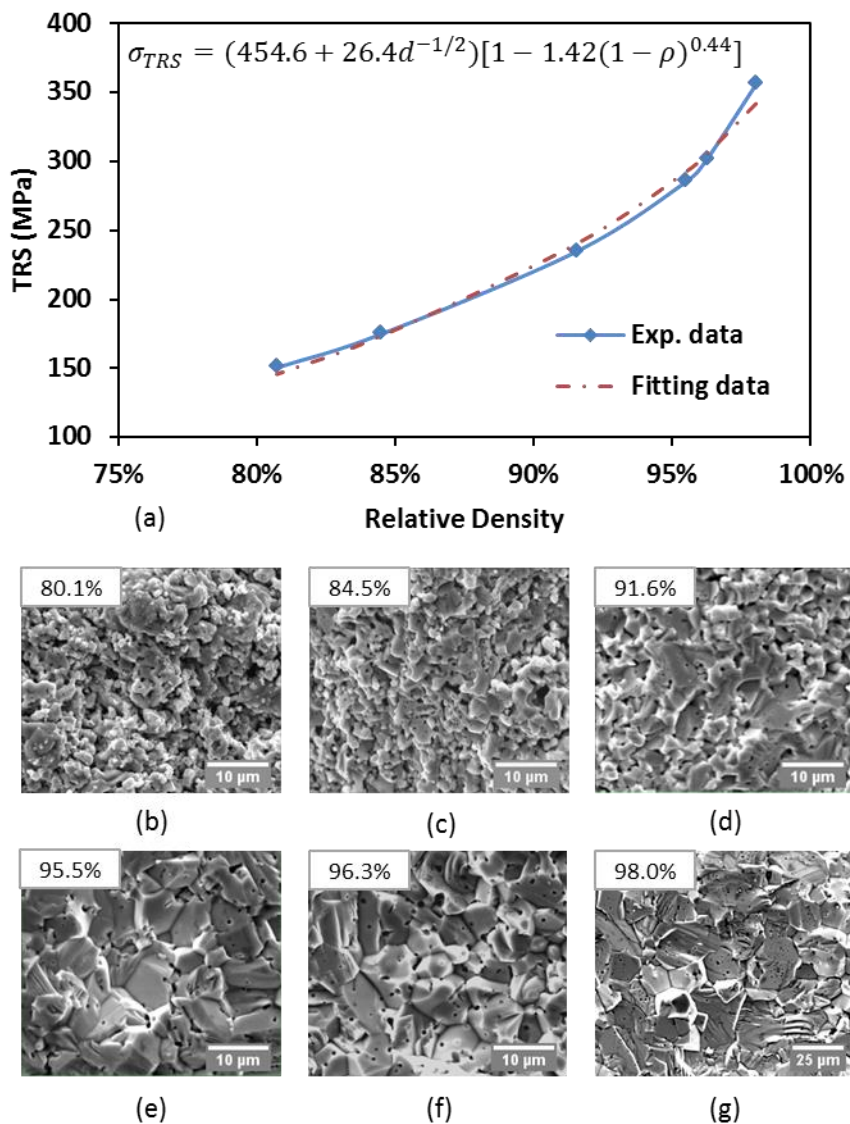 400
σ_TRS = (454.6 + 26.4d^{-1/2})[1 − 1.42(1 − ρ)^{0.44}]
350
300
250
200
150
100
TRS (MPa)
Exp. data
Fitting data
75% 80% 85% 90% 95% 100%
(a) Relative Density
80.1% 84.5% 91.6%
10 µm 10 µm 10 µm
(b) (c) (d)
95.5% 96.3% 98.0%
10 µm 10 µm 25 µm
(e) (f) (g)